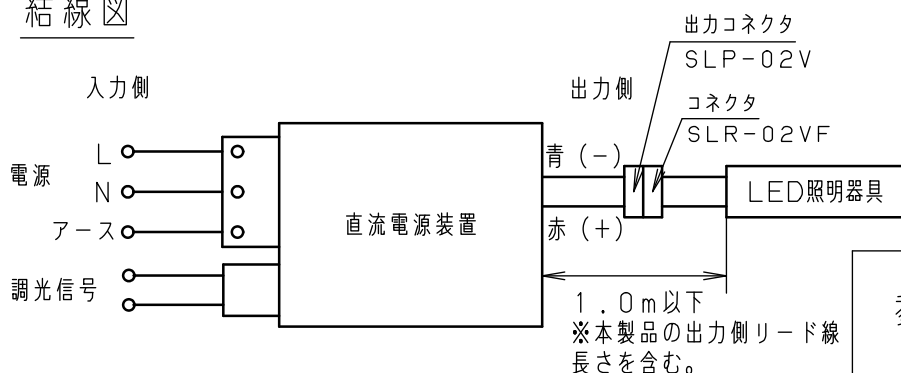 結線図
入力側
電源
L
N
アース
調光信号
直流電源装置
出力側
出力コネクタ
SLP-02V
コネクタ
SLR-02VF
青 (-)
赤 (+)
LED照明器具
1.0m以下
※本製品の出力側リード線
長さを含む。